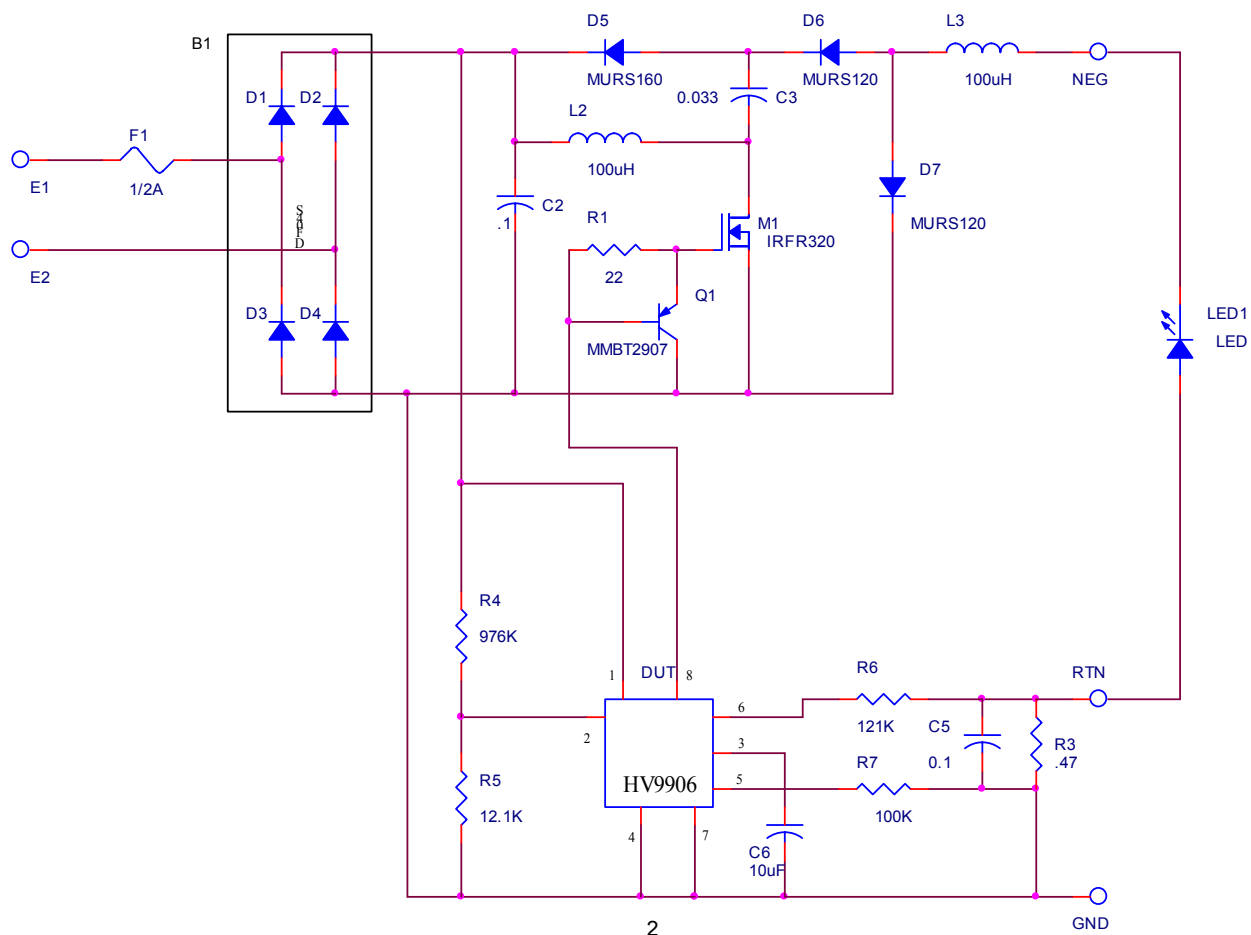 B1
D5
D6
L3
MURS160
MURS120
100uH
NEG
D1
D2
0.033
C3
F1
L2
E1
1/2A
100uH
D7
C2
.1
R1
M1
IRFR320
MURS120
DF04S
E2
22
Q1
D3
D4
MMBT2907
LED1
LED
R4
976K
1
DUT
8
R6
RTN
2
6
121K
C5
R3
3
0.1
.47
R7
R5
12.1K
HV9906
5
100K
4
7
C6
10uF
GND
2